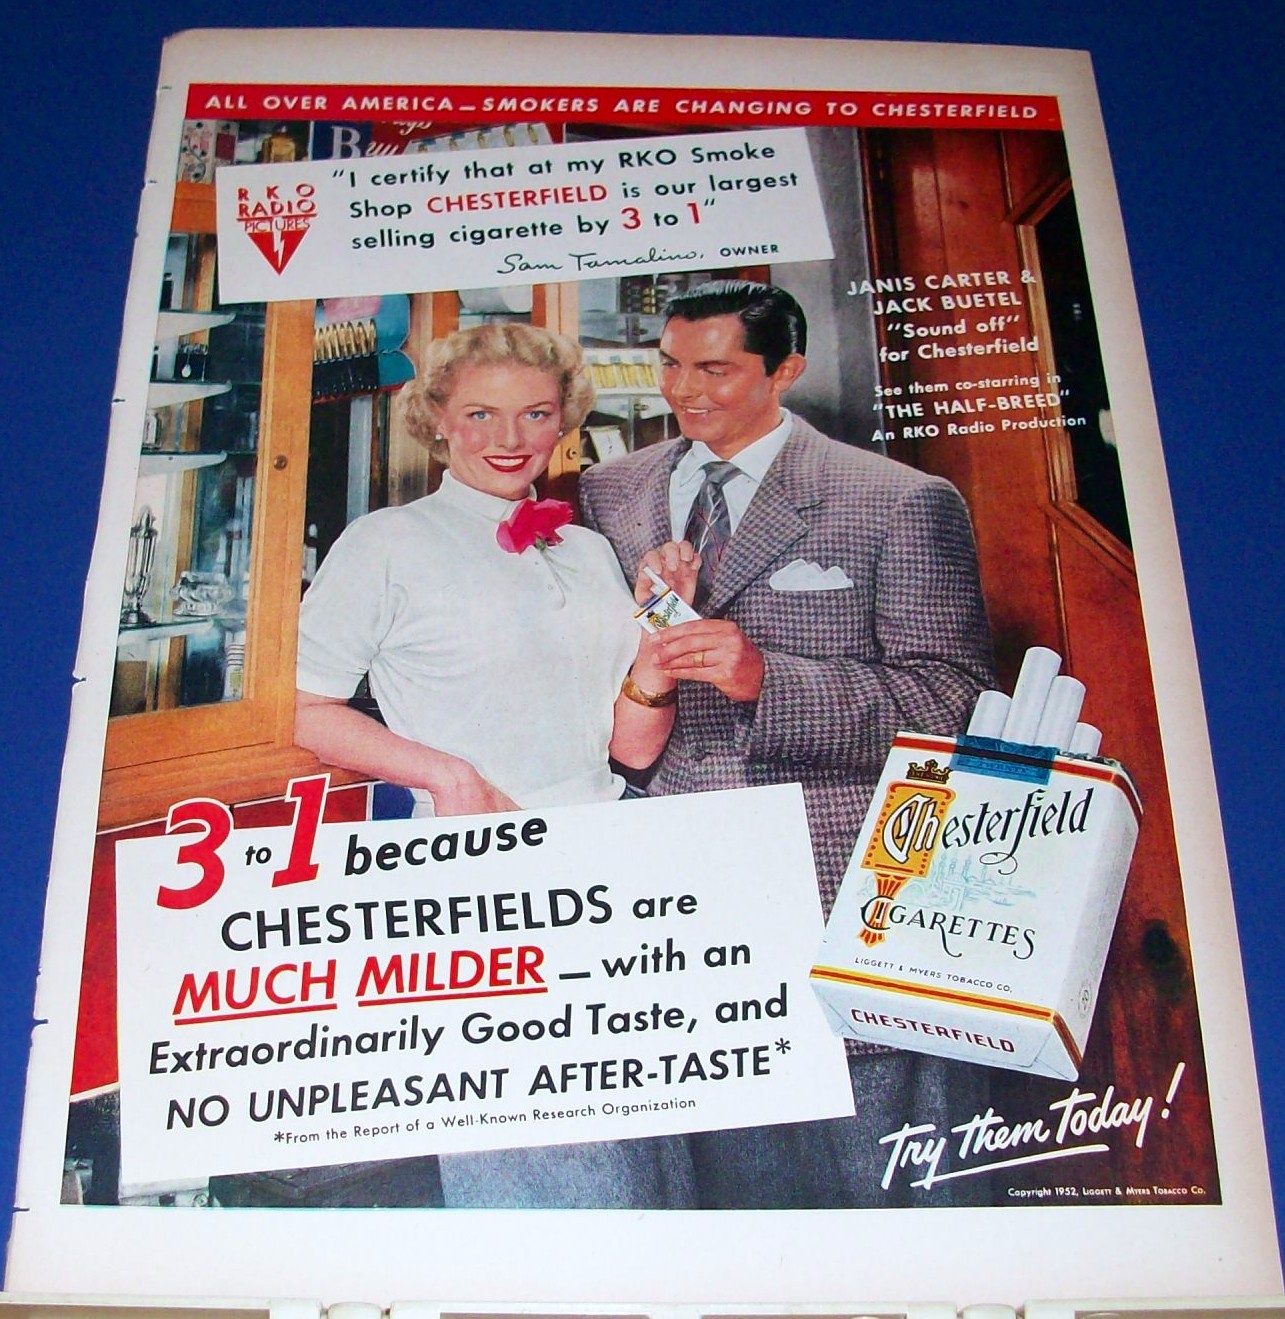 ALL OVER AMERICA — SMOKERS ARE CHANGING TO CHESTERFIELD
Buy
RKO
RADIO
PICTURES
"I certify that at my RKO Smoke
Shop CHESTERFIELD is our largest
selling cigarette by 3 to 1"
Sam Tamalino, OWNER
JANIS CARTER &
JACK BUETEL
"Sound off"
for Chesterfield
See them co-starring in
"THE HALF-BREED"
An RKO Radio Production
Chesterfield
3 to 1 because
CHESTERFIELDS are
MUCH MILDER — with an
Extraordinarily Good Taste, and
NO UNPLEASANT AFTER-TASTE*
*From the Report of a Well-Known Research Organization
Chesterfield
CIGARETTES
LIGGETT & MYERS TOBACCO CO.
20
CHESTERFIELD
Try them Today!
Copyright 1952, LIGGETT & MYERS TOBACCO CO.